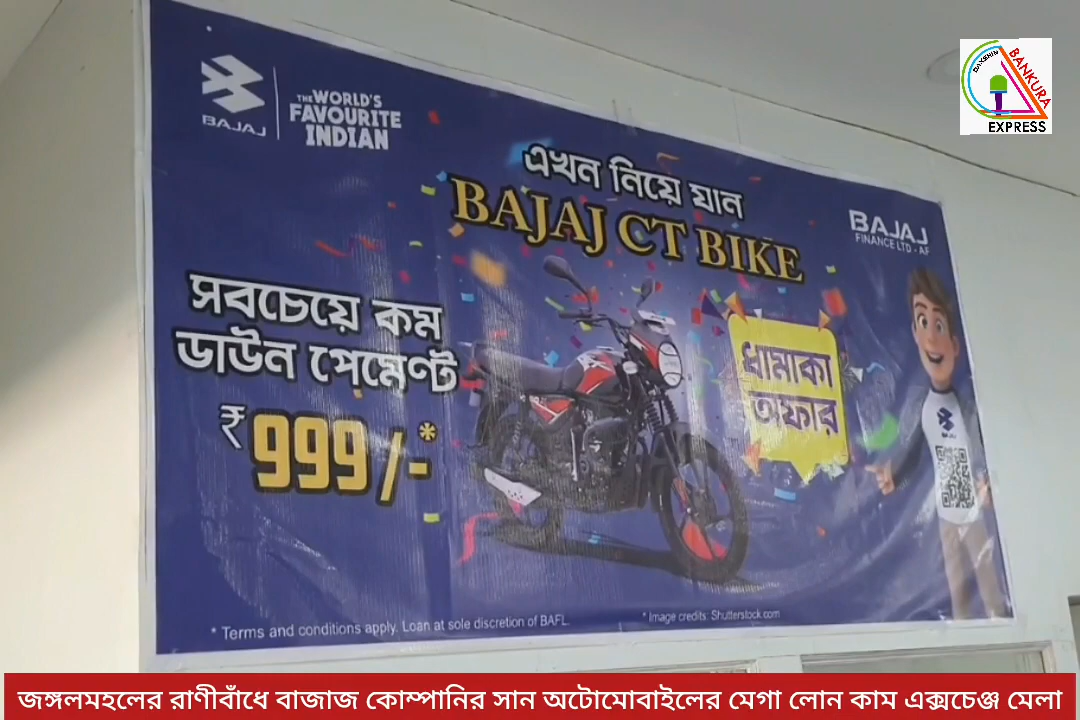 BAJAJ
THE WORLD'S
FAVOURITE
INDIAN
এখন নিয়ে যান
BAJAJ CT BIKE
BAJAJ
FINANCE LTD - AF
সবচেয়ে কম
ডাউন পেমেণ্ট
₹999/-*
ধামাকা
অফার
BAJAJ
* Terms and conditions apply. Loan at sole discretion of BAFL.
* Image credits: Shutterstock.com
DAKSHIN BANKURA
EXPRESS
জঙ্গলমহলের রাণীবাঁধে বাজাজ কোম্পানির সান অটোমোবাইলের মেগা লোন কাম এক্সচেঞ্জ মেলা